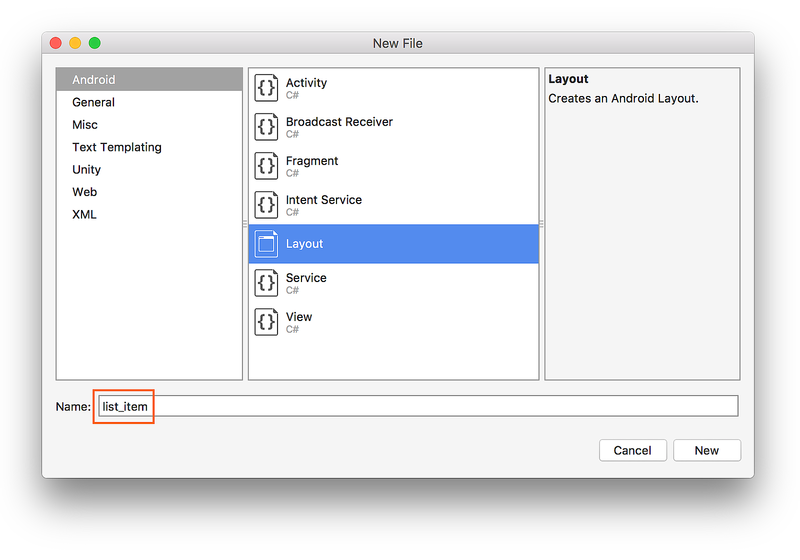 New File
Android
General
Misc
Text Templating
Unity
Web
XML
{} Activity
C#
{} Broadcast Receiver
C#
{} Fragment
C#
{} Intent Service
C#
Layout
{} Service
C#
{} View
C#
Layout
Creates an Android Layout.
Name: list_item
Cancel New